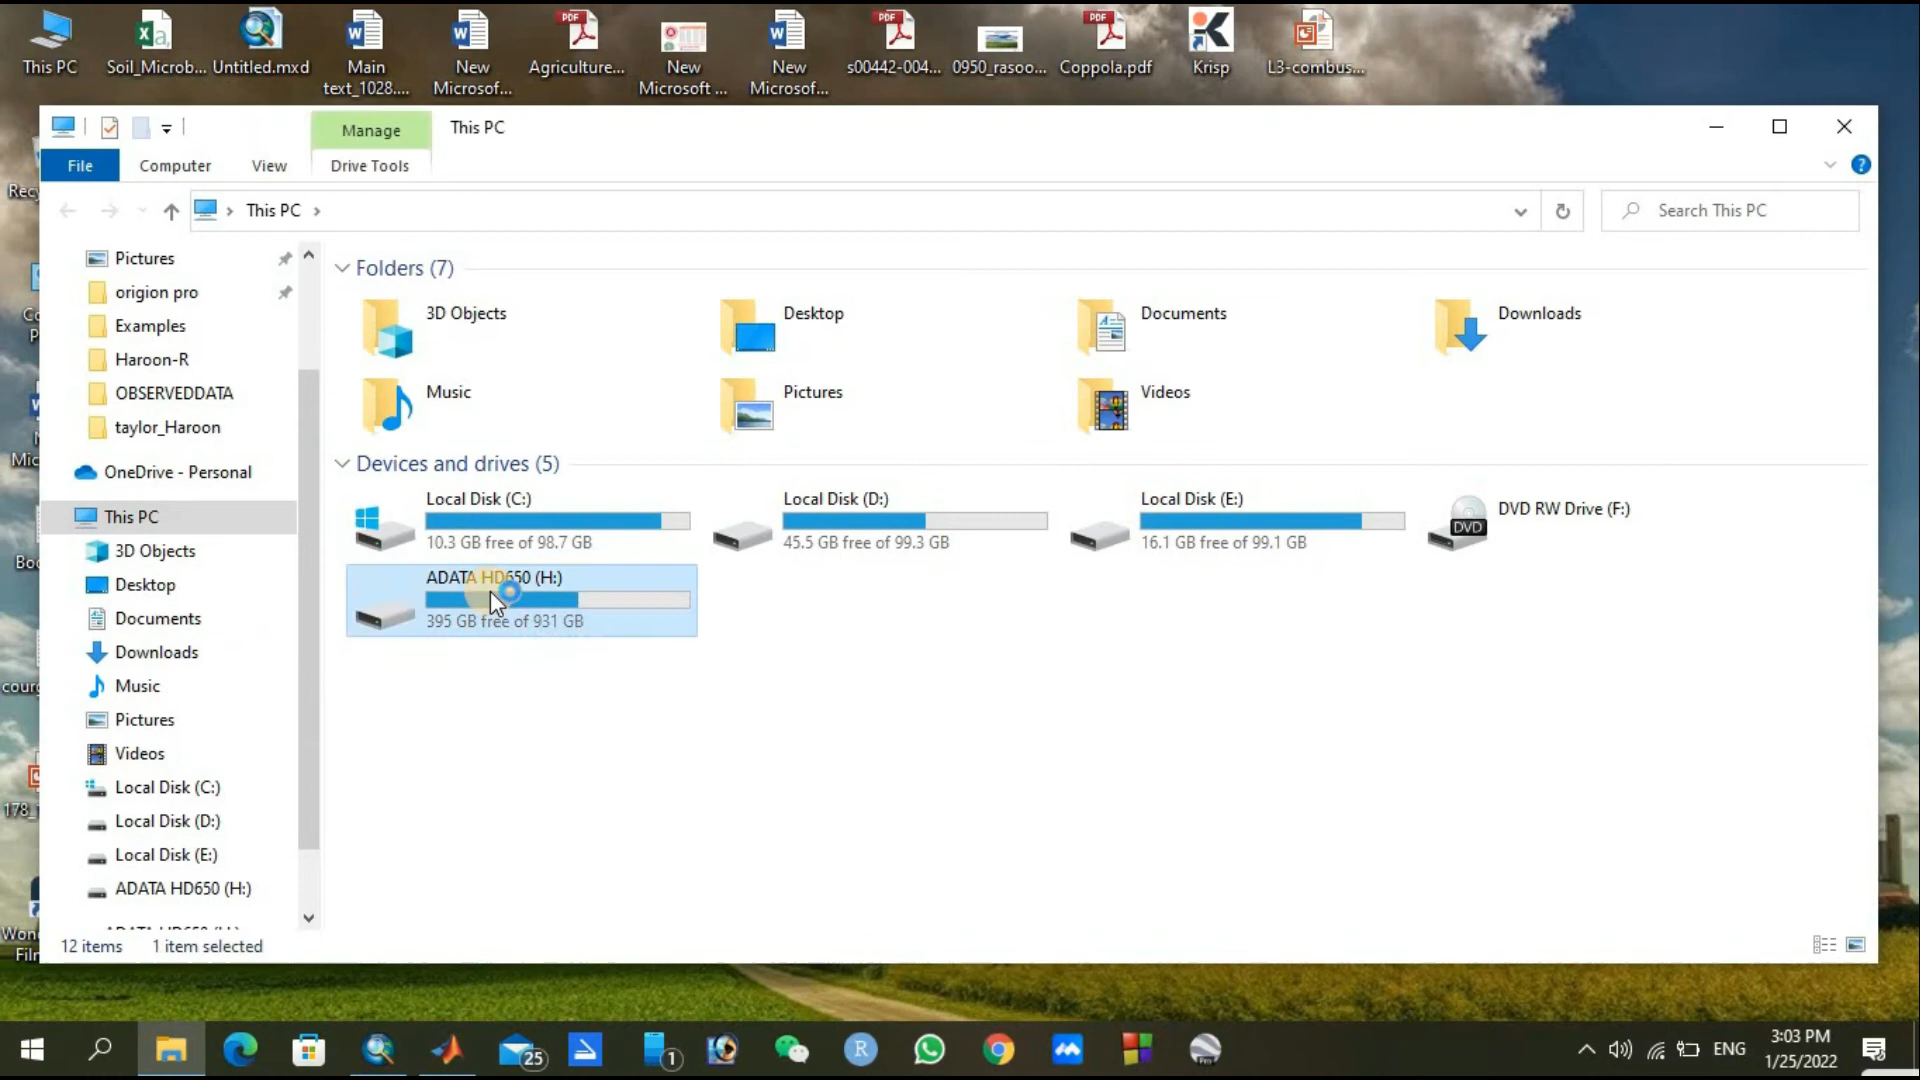 This PC
Soil_Microb...
Untitled.mxd
Main
text_1028....
New
Microsof...
Agriculture...
New
Microsoft ...
New
Microsof...
s00442-004...
0950_rasoo...
Coppola.pdf
Krisp
L3-combus...
Manage
This PC
File
Computer
View
Drive Tools
This PC
Search This PC
Pictures
origion pro
Examples
Haroon-R
OBSERVEDDATA
taylor_Haroon
OneDrive - Personal
This PC
3D Objects
Desktop
Documents
Downloads
Music
Pictures
Videos
Local Disk (C:)
Local Disk (D:)
Local Disk (E:)
ADATA HD650 (H:)
Folders (7)
3D Objects
Desktop
Documents
Downloads
Music
Pictures
Videos
Devices and drives (5)
Local Disk (C:)
10.3 GB free of 98.7 GB
Local Disk (D:)
45.5 GB free of 99.3 GB
Local Disk (E:)
16.1 GB free of 99.1 GB
DVD
DVD RW Drive (F:)
ADATA HD650 (H:)
395 GB free of 931 GB
12 items
1 item selected
25
1
ENG
3:03 PM
1/25/2022